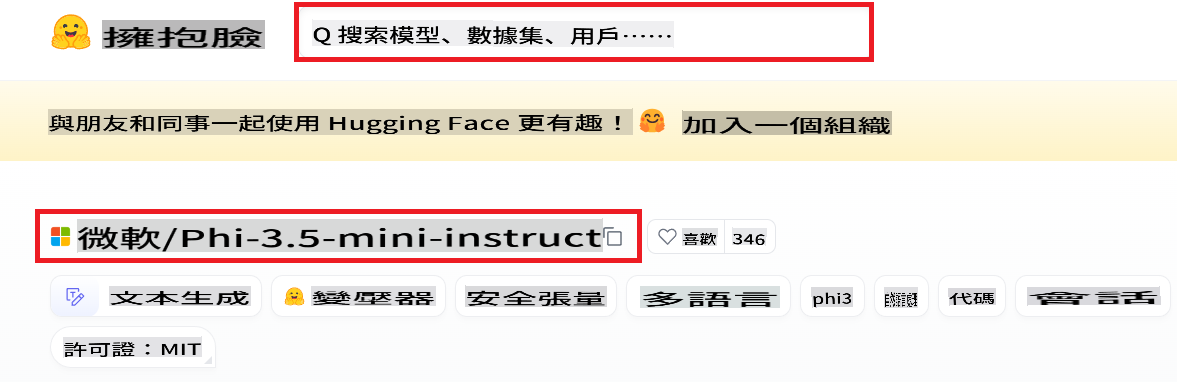 擁抱臉
Q 搜索模型、數據集、用戶⋯⋯
與朋友和同事一起使用 Hugging Face 更有趣！ 加入一個組織
微軟/Phi-3.5-mini-instruct 喜歡 346
文本生成 變壓器 安全張量 多語言 phi3 代碼 會話
許可證：MIT